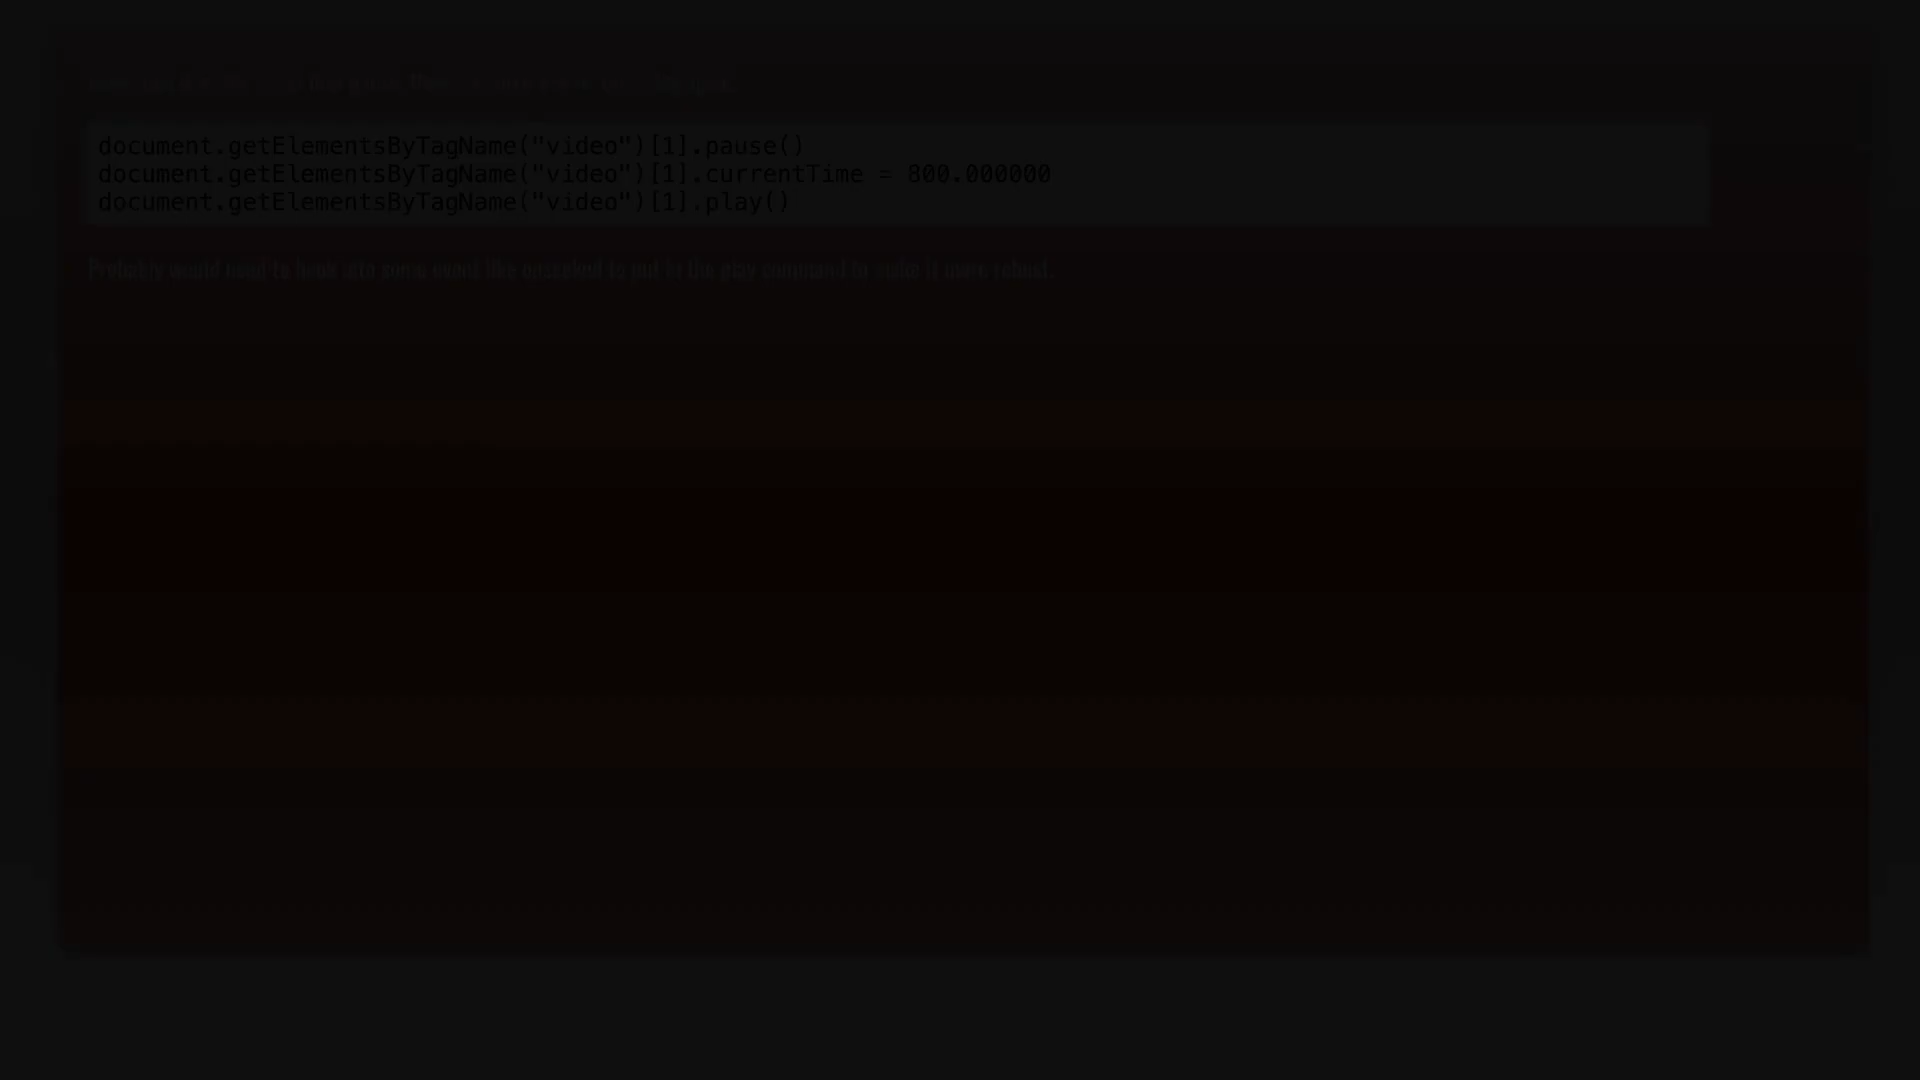 document.getElementsByTagName("video")[1].pause()
document.getElementsByTagName("video")[1].currentTime = 800.000000
document.getElementsByTagName("video")[1].play()
Probably would need to hook into some event like onseeked to put in the play command to make it more robust.